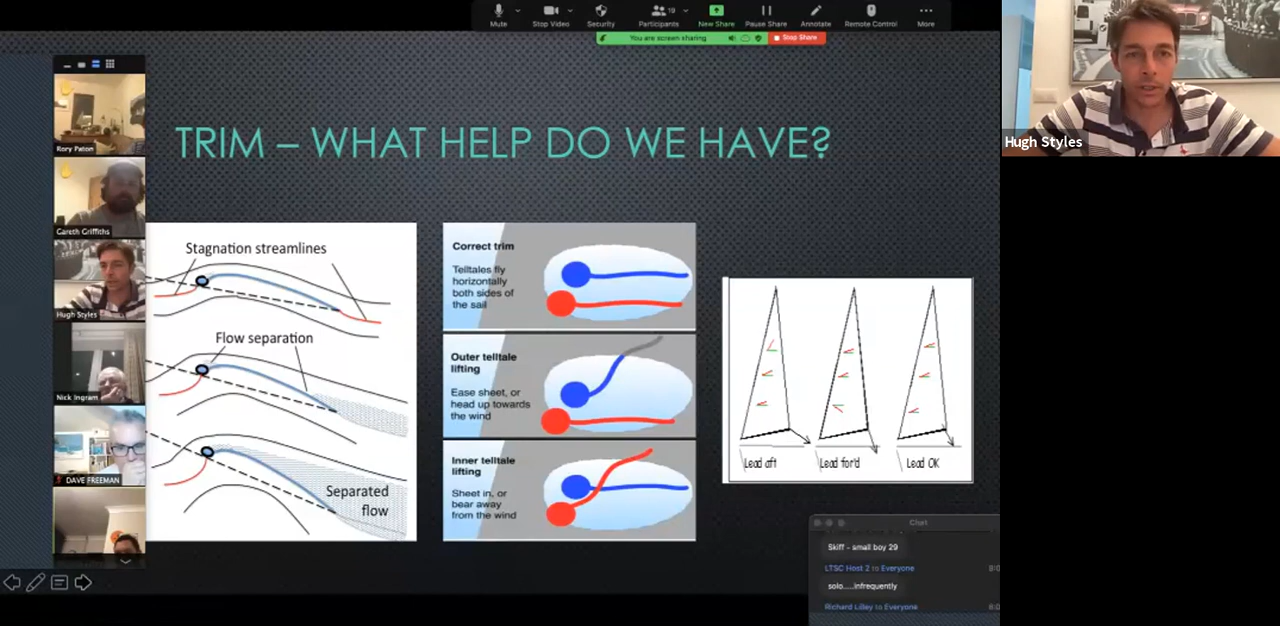 Mute
Stop Video
Security
Participants
19
New Share
Pause Share
Annotate
Remote Control
More
You are screen sharing
Stop Share
Rory Paton
Gareth Griffiths
Hugh Styles
Nick Ingram
DAVE FREEMAN
TRIM – WHAT HELP DO WE HAVE?
Stagnation streamlines
Flow separation
Separated
flow
Correct trim
Telltales fly
horizontally
both sides of
the sail
Outer telltale
lifting
Ease sheet, or
head up towards
the wind
Inner telltale
lifting
Sheet in, or
bear away
from the wind
Lead aft
Lead for'd
Lead OK
Chat
Skiff - small boy 29
LTSC Host 2 to Everyone
solo.....infrequently
Richard Lilley to Everyone
Hugh Styles